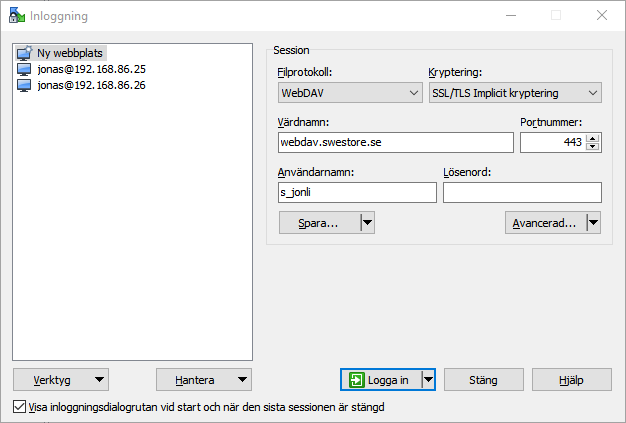 Inloggning
Ny webbplats
jonas@192.168.86.25
jonas@192.168.86.26
Session
Filprotokoll:
Kryptering:
WebDAV
SSL/TLS Implicit kryptering
Värdnamn:
Portnummer:
webdav.swestore.se
443
Användarnamn:
Lösenord:
s_jonli
Spara...
Avancerad...
Verktyg
Hantera
Logga in
Stäng
Hjälp
Visa inloggningsdialogrutan vid start och när den sista sessionen är stängd